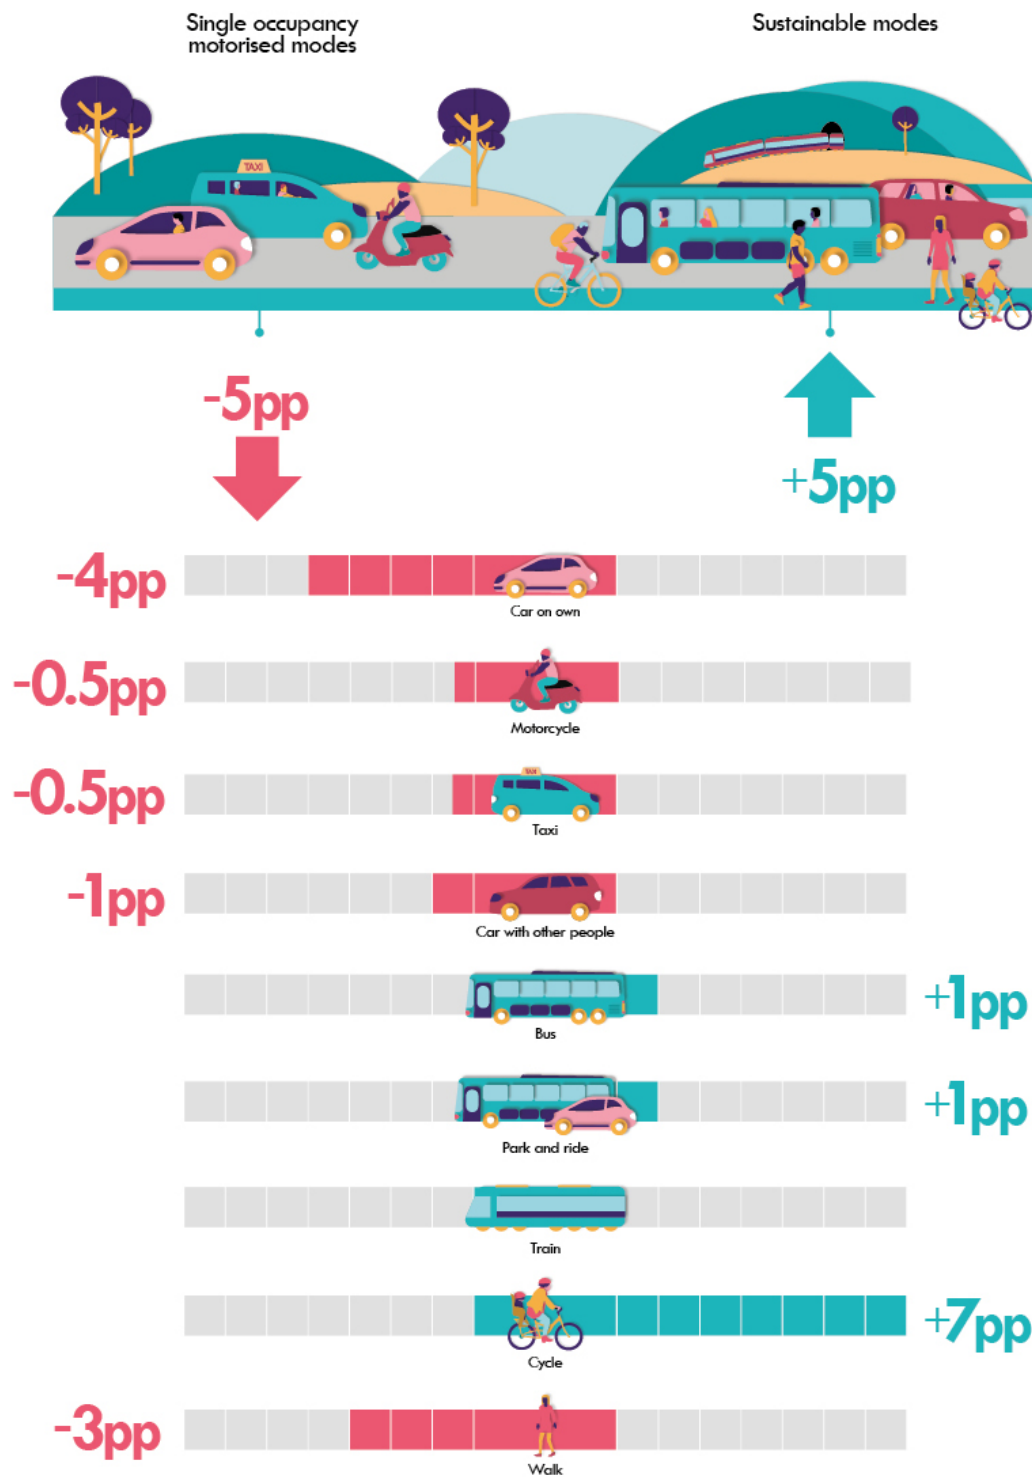 Single occupancy
motorised modes
Sustainable modes
TAXI
-5pp
+5pp
-4pp
Car on own
-0.5pp
Motorcycle
-0.5pp
TAXI
Taxi
-1pp
Car with other people
+1pp
Bus
+1pp
Park and ride
Train
+7pp
Cycle
-3pp
Walk